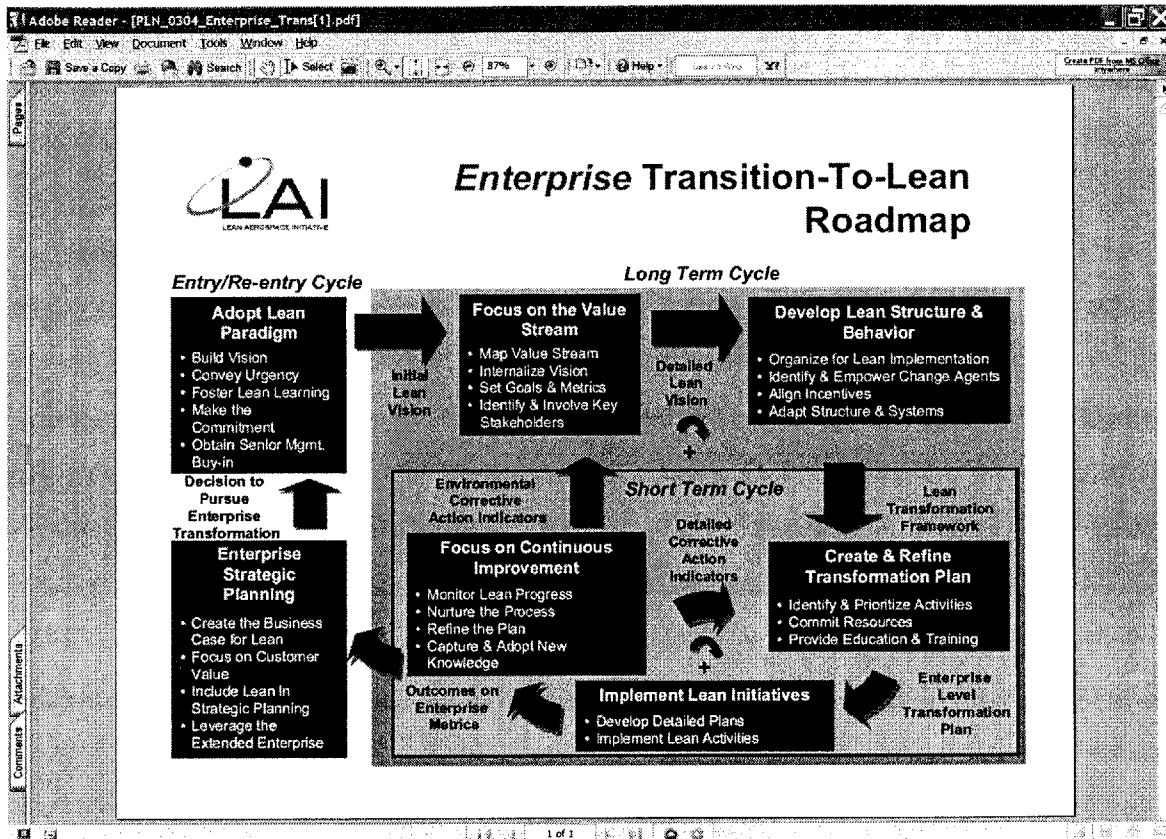 Adobe Reader - [PLN_0304_Enterprise_Trans[1].pdf]
File Edit View Document Tools Window Help
Save a Copy Search Select 87% Help
Create PDF from MS Office
anywhere
Pages
Attachments
Comments
LAI
LEAN AEROSPACE INITIATIVE
Enterprise Transition-To-Lean
Roadmap
Entry/Re-entry Cycle
Long Term Cycle
Adopt Lean
Paradigm
• Build Vision
• Convey Urgency
• Foster Lean Learning
• Make the
Commitment
• Obtain Senior Mgmt.
Buy-in
Initial
Lean
Vision
Focus on the Value
Stream
• Map Value Stream
• Internalize Vision
• Set Goals & Metrics
• Identify & Involve Key
Stakeholders
Detailed
Lean
Vision
+
Develop Lean Structure &
Behavior
• Organize for Lean Implementation
• Identify & Empower Change Agents
• Align Incentives
• Adapt Structure & Systems
Decision to
Pursue
Enterprise
Transformation
Environmental
Corrective
Action Indicators
Short Term Cycle
Lean
Transformation
Framework
Enterprise
Strategic
Planning
• Create the Business
Case for Lean
• Focus on Customer
Value
• Include Lean In
Strategic Planning
• Leverage the
Extended Enterprise
Focus on Continuous
Improvement
• Monitor Lean Progress
• Nurture the Process
• Refine the Plan
• Capture & Adopt New
Knowledge
Detailed
Corrective
Action
Indicators
+
Create & Refine
Transformation Plan
• Identify & Prioritize Activities
• Commit Resources
• Provide Education & Training
Outcomes on
Enterprise
Metrics
Implement Lean Initiatives
• Develop Detailed Plans
• Implement Lean Activities
Enterprise
Level
Transformation
Plan
1 of 1